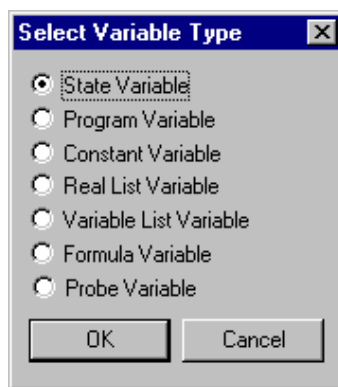 Select Variable Type
State Variable
Program Variable
Constant Variable
Real List Variable
Variable List Variable
Formula Variable
Probe Variable
OK Cancel